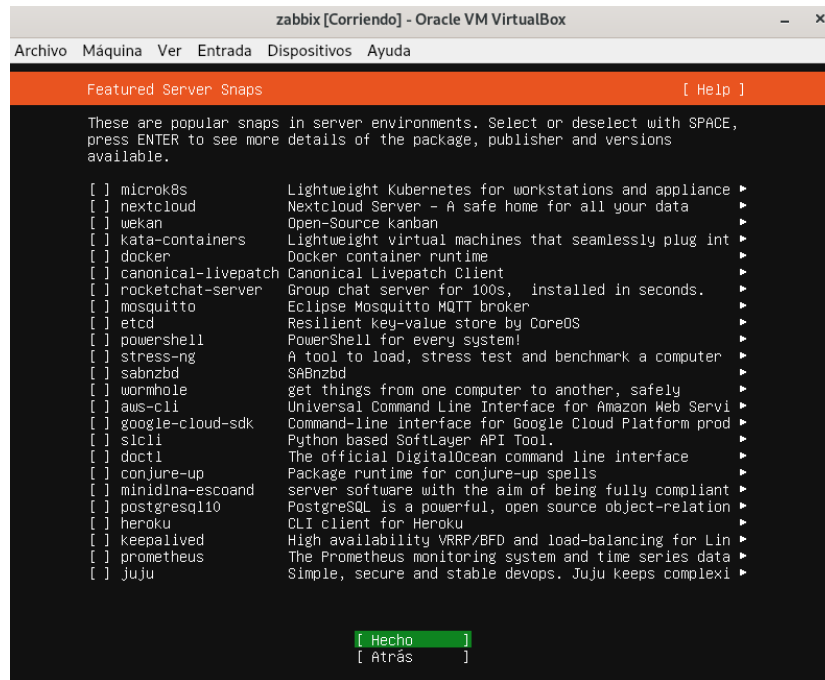 zabbix [Corriendo] - Oracle VM VirtualBox
Archivo Máquina Ver Entrada Dispositivos Ayuda
Featured Server Snaps [ Help ]
These are popular snaps in server environments. Select or deselect with SPACE,
press ENTER to see more details of the package, publisher and versions
available.
[ ] microk8s Lightweight Kubernetes for workstations and appliance ▸
[ ] nextcloud Nextcloud Server - A safe home for all your data ▸
[ ] wekan Open-Source kanban ▸
[ ] kata-containers Lightweight virtual machines that seamlessly plug int ▸
[ ] docker Docker container runtime ▸
[ ] canonical-livepatch Canonical Livepatch Client ▸
[ ] rocketchat-server Group chat server for 100s, installed in seconds. ▸
[ ] mosquitto Eclipse Mosquitto MQTT broker ▸
[ ] etcd Resilient key-value store by CoreOS ▸
[ ] powershell PowerShell for every system! ▸
[ ] stress-ng A tool to load, stress test and benchmark a computer ▸
[ ] sabnzbd SABnzbd ▸
[ ] wormhole get things from one computer to another, safely ▸
[ ] aws-cli Universal Command Line Interface for Amazon Web Servi ▸
[ ] google-cloud-sdk Command-line interface for Google Cloud Platform prod ▸
[ ] slcli Python based SoftLayer API Tool. ▸
[ ] doctl The official DigitalOcean command line interface ▸
[ ] conjure-up Package runtime for conjure-up spells ▸
[ ] minidlna-escoand server software with the aim of being fully compliant ▸
[ ] postgresql10 PostgreSQL is a powerful, open source object-relation ▸
[ ] heroku CLI client for Heroku ▸
[ ] keepalived High availability VRRP/BFD and load-balancing for Lin ▸
[ ] prometheus The Prometheus monitoring system and time series data ▸
[ ] juju Simple, secure and stable devops. Juju keeps complexi ▸
[ Hecho ]
[ Atrás ]